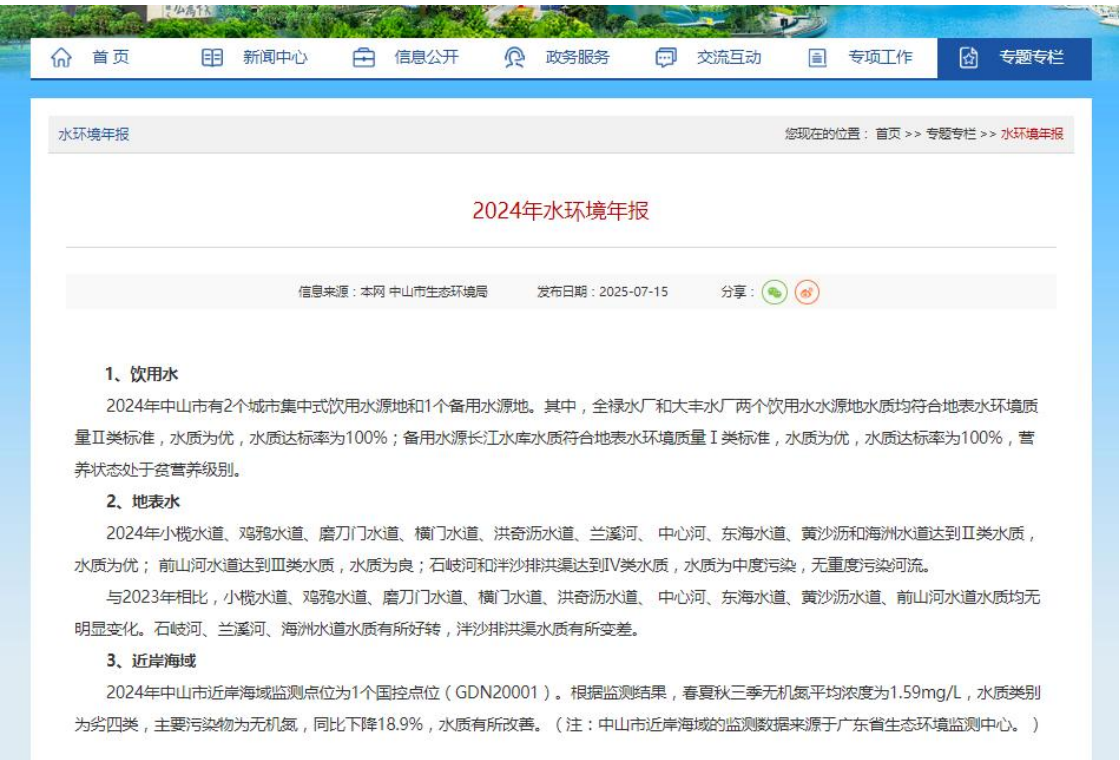 首页 新闻中心 信息公开 政务服务 交流互动 专项工作 专题专栏
水环境年报 您现在的位置： 首页 >> 专题专栏 >> 水环境年报
2024年水环境年报
信息来源：本网 中山市生态环境局 发布日期：2025-07-15 分享：
1、饮用水
2024年中山市有2个城市集中式饮用水源地和1个备用水源地。其中，全禄水厂和大丰水厂两个饮用水水源地水质均符合地表水环境质
量Ⅱ类标准，水质为优，水质达标率为100%；备用水源长江水库水质符合地表水环境质量Ⅰ类标准，水质为优，水质达标率为100%，营
养状态处于贫营养级别。
2、地表水
2024年小榄水道、鸡鸦水道、磨刀门水道、横门水道、洪奇沥水道、兰溪河、 中心河、东海水道、黄沙沥和海洲水道达到Ⅱ类水质，
水质为优； 前山河水道达到Ⅲ类水质，水质为良；石岐河和泮沙排洪渠达到Ⅳ类水质，水质为中度污染，无重度污染河流。
与2023年相比，小榄水道、鸡鸦水道、磨刀门水道、横门水道、洪奇沥水道、 中心河、东海水道、黄沙沥水道、前山河水道水质均无
明显变化。石岐河、兰溪河、海洲水道水质有所好转，泮沙排洪渠水质有所变差。
3、近岸海域
2024年中山市近岸海域监测点位为1个国控点位（GDN20001）。根据监测结果，春夏秋三季无机氮平均浓度为1.59mg/L，水质类别
为劣四类，主要污染物为无机氮，同比下降18.9%，水质有所改善。（注：中山市近岸海域的监测数据来源于广东省生态环境监测中心。）